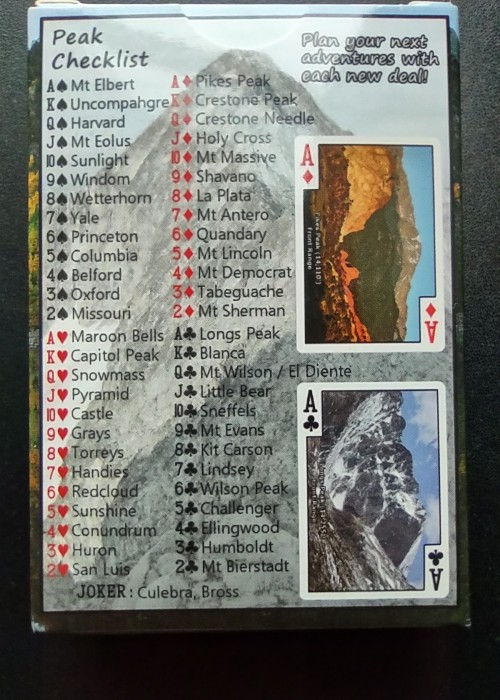 Peak
Checklist
Plan your next
adventures with
each new deal!
A♠ Mt Elbert
K♠ Uncompahgre
Q♠ Harvard
J♠ Mt Eolus
10♠ Sunlight
9♠ Windom
8♠ Wetterhorn
7♠ Yale
6♠ Princeton
5♠ Columbia
4♠ Belford
3♠ Oxford
2♠ Missouri
A♦ Pikes Peak
K♦ Crestone Peak
Q♦ Crestone Needle
J♦ Holy Cross
10♦ Mt Massive
9♦ Shavano
8♦ La Plata
7♦ Mt Antero
6♦ Quandary
5♦ Mt Lincoln
4♦ Mt Democrat
3♦ Tabeguache
2♦ Mt Sherman
A♥ Maroon Bells
K♥ Capitol Peak
Q♥ Snowmass
J♥ Pyramid
10♥ Castle
9♥ Grays
8♥ Torreys
7♥ Handies
6♥ Redcloud
5♥ Sunshine
4♥ Conundrum
3♥ Huron
2♥ San Luis
A♣ Longs Peak
K♣ Blanca
Q♣ Mt Wilson / El Diente
J♣ Little Bear
10♣ Sneffels
9♣ Mt Evans
8♣ Kit Carson
7♣ Lindsey
6♣ Wilson Peak
5♣ Challenger
4♣ Ellingwood
3♣ Humboldt
2♣ Mt Bierstadt
JOKER: Culebra, Bross
A♦
Pikes Peak (14,110')
Front Range
A♦
A♣
A♣